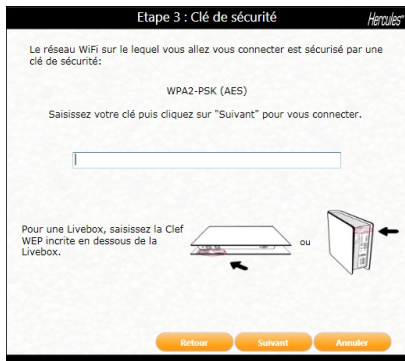 Etape 3 : Clé de sécurité
Hercules
Le réseau WiFi sur lequel vous allez vous connecter est sécurisé par une
clé de sécurité:
WPA2-PSK (AES)
Saisissez votre clé puis cliquez sur "Suivant" pour vous connecter.
Pour une Livebox, saisissez la Clef
WEP incrite en dessous de la
Livebox.
ou
Retour
Suivant
Annuler